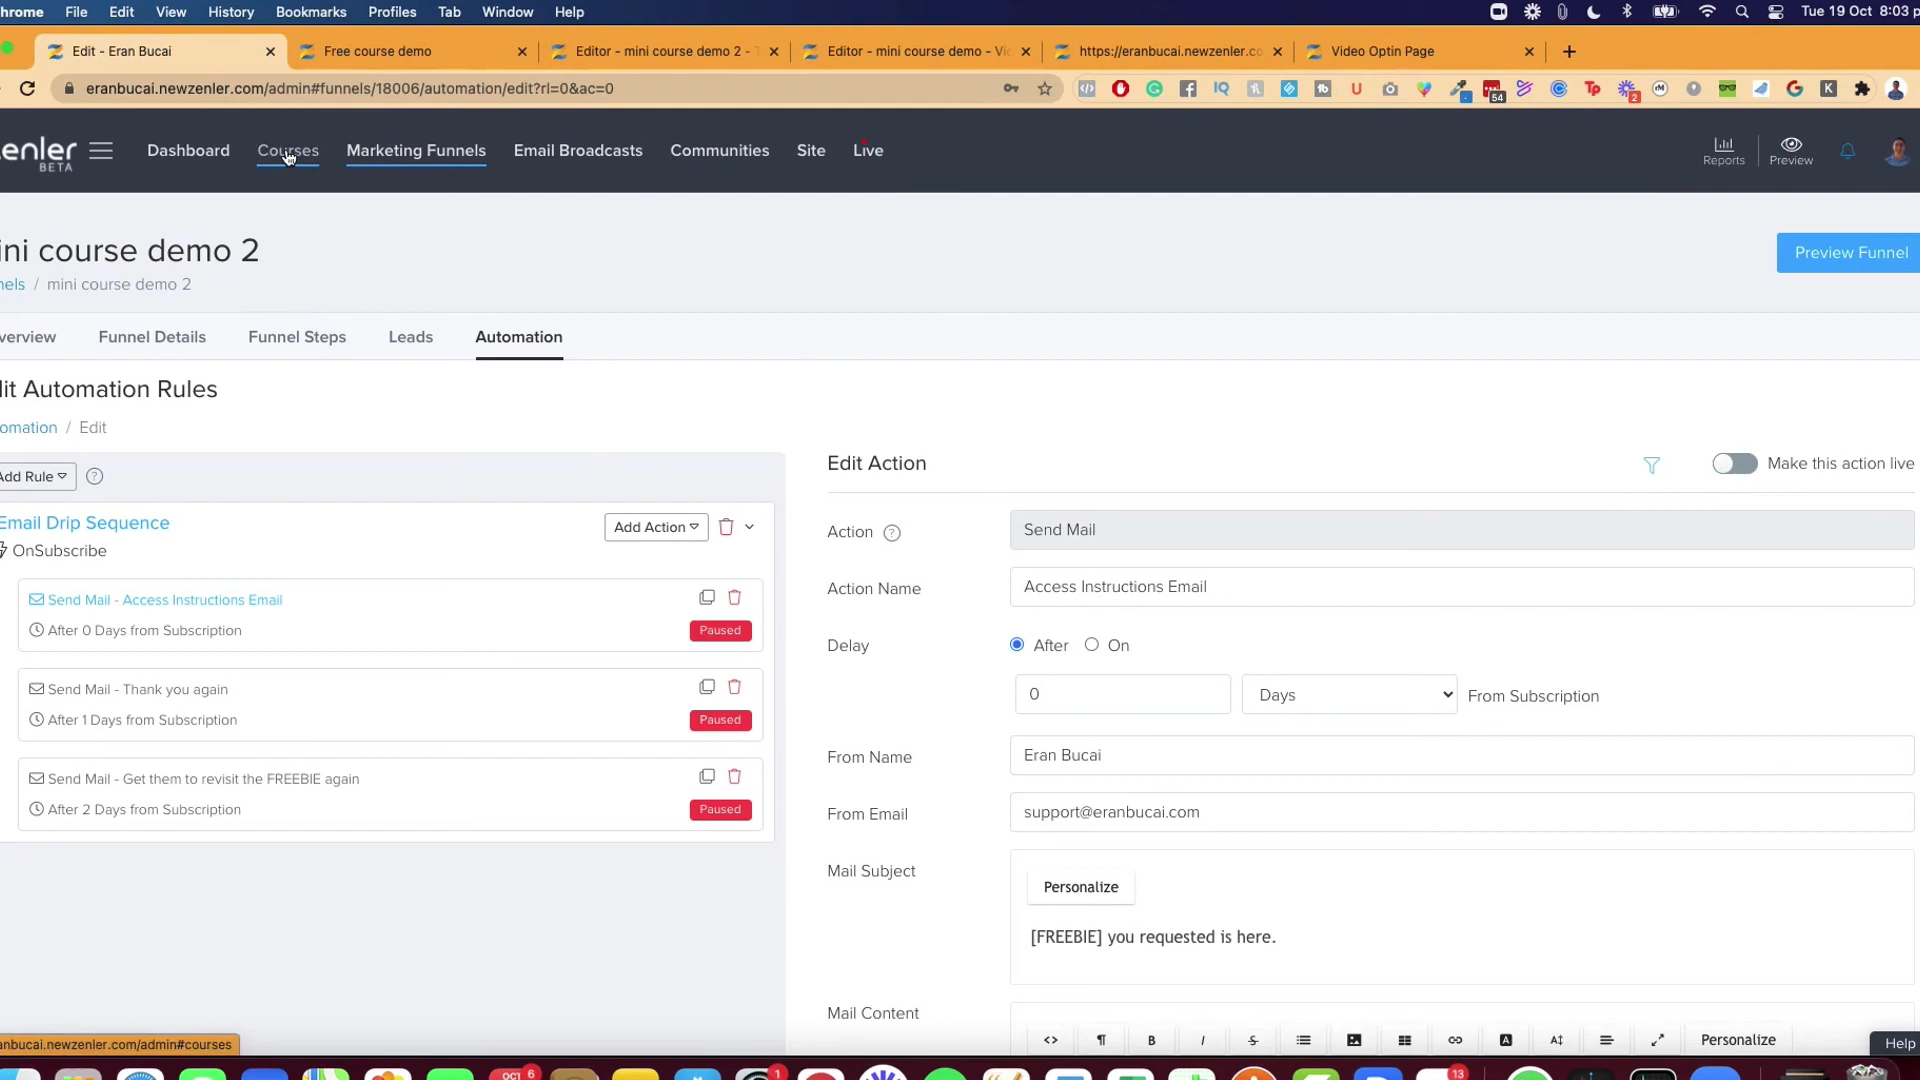 hrome File Edit View History Bookmarks Profiles Tab Window Help Tue 19 Oct 8:03 p
Edit - Eran Bucai Free course demo Editor - mini course demo 2 - T Editor - mini course demo - Vi https://eranbucai.newzenler.co Video Optin Page
eranbucai.newzenler.com/admin#funnels/18006/automation/edit?rl=0&ac=0
zenler
BETA
Dashboard Courses Marketing Funnels Email Broadcasts Communities Site Live Reports Preview
ini course demo 2
Preview Funnel
nels / mini course demo 2
verview Funnel Details Funnel Steps Leads Automation
dit Automation Rules
omation / Edit
Add Rule ?
Email Drip Sequence
Add Action
OnSubscribe
Send Mail - Access Instructions Email
After 0 Days from Subscription
Paused
Send Mail - Thank you again
After 1 Days from Subscription
Paused
Send Mail - Get them to revisit the FREEBIE again
After 2 Days from Subscription
Paused
Edit Action
Make this action live
Action ? Send Mail
Action Name Access Instructions Email
Delay After On
0 Days From Subscription
From Name Eran Bucai
From Email support@eranbucai.com
Mail Subject
Personalize
[FREEBIE] you requested is here.
Mail Content
Personalize
Help
anbucai.newzenler.com/admin#courses